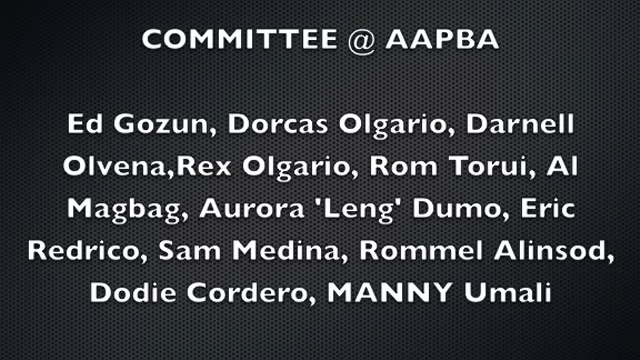 COMMITTEE @ AAPBA
Ed Gozun, Dorcas Olgario, Darnell
Olvena,Rex Olgario, Rom Torui, Al
Magbag, Aurora 'Leng' Dumo, Eric
Redrico, Sam Medina, Rommel Alinsod,
Dodie Cordero, MANNY Umali